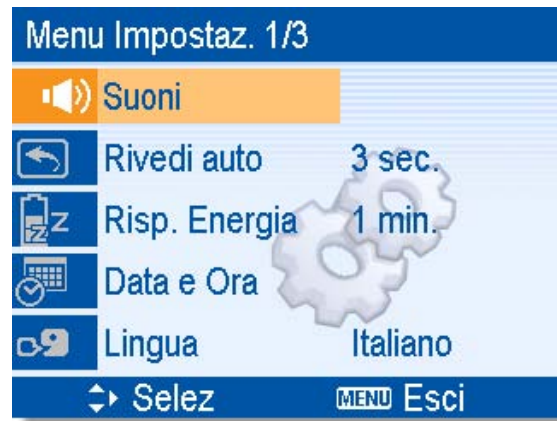 Menu Impostaz. 1/3
Suoni
Rivedi auto 3 sec.
z z Risp. Energia 1 min.
Data e Ora
Lingua Italiano
Selez MENU Esci